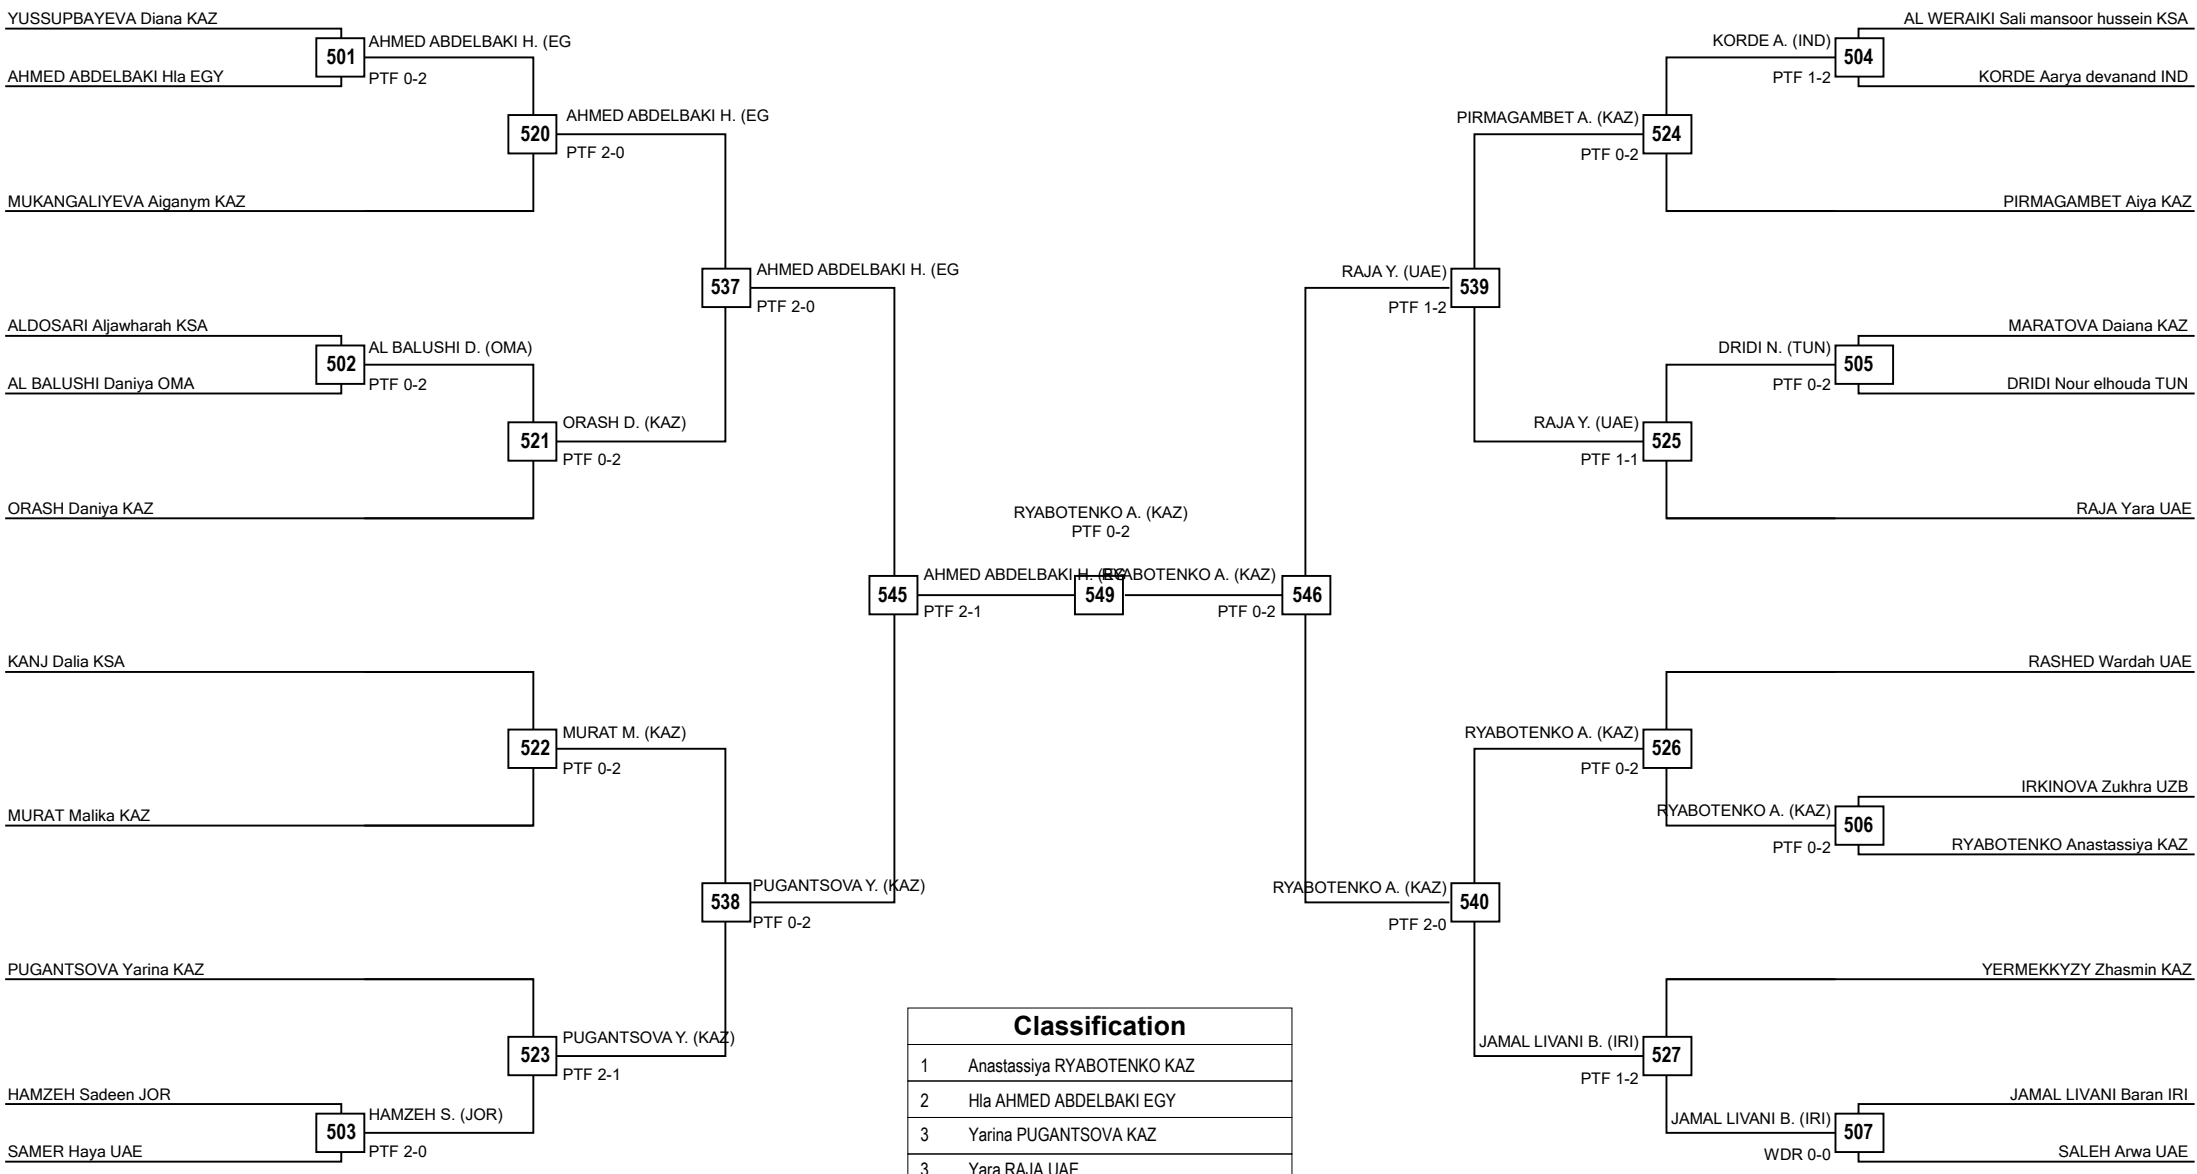 YUSSUPBAYEVA Diana KAZ
501
AHMED ABDELBAKI H. (EG
PTF 0-2
AHMED ABDELBAKI Hla EGY
520
AHMED ABDELBAKI H. (EG
PTF 2-0
MUKANGALIYEVA Aiganym KAZ
537
AHMED ABDELBAKI H. (EG
PTF 2-0
ALDOSARI Aljawharah KSA
502
AL BALUSHI D. (OMA)
PTF 0-2
AL BALUSHI Daniya OMA
521
ORASH D. (KAZ)
PTF 0-2
ORASH Daniya KAZ
545
AHMED ABDELBAKI H. (EG
PTF 2-1
KANJ Dalia KSA
522
MURAT M. (KAZ)
PTF 0-2
MURAT Malika KAZ
538
PUGANTSOVA Y. (KAZ)
PTF 0-2
PUGANTSOVA Yarina KAZ
523
PUGANTSOVA Y. (KAZ)
PTF 2-1
HAMZEH Sadeen JOR
503
HAMZEH S. (JOR)
PTF 2-0
SAMER Haya UAE
RYABOTENKO A. (KAZ)
PTF 0-2
549
RYABOTENKO A. (KAZ)
PTF 0-2
546
AL WERAIKI Sali mansoor hussein KSA
KORDE A. (IND)
504
PTF 1-2
KORDE Aarya devanand IND
PIRMAGAMBET A. (KAZ)
524
PTF 0-2
PIRMAGAMBET Aiya KAZ
RAJA Y. (UAE)
539
PTF 1-2
MARATOVA Daiana KAZ
DRIDI N. (TUN)
505
PTF 0-2
DRIDI Nour elhouda TUN
RAJA Y. (UAE)
525
PTF 1-1
RAJA Yara UAE
RASHED Wardah UAE
RYABOTENKO A. (KAZ)
526
PTF 0-2
IRKINOVA Zukhra UZB
RYABOTENKO A. (KAZ)
506
PTF 0-2
RYABOTENKO Anastassiya KAZ
RYABOTENKO A. (KAZ)
540
PTF 2-0
YERMEKKYZY Zhasmin KAZ
JAMAL LIVANI B. (IRI)
527
PTF 1-2
JAMAL LIVANI Baran IRI
JAMAL LIVANI B. (IRI)
507
WDR 0-0
SALEH Arwa UAE
Classification
1 Anastassiya RYABOTENKO KAZ
2 Hla AHMED ABDELBAKI EGY
3 Yarina PUGANTSOVA KAZ
3 Yara RAJA UAE